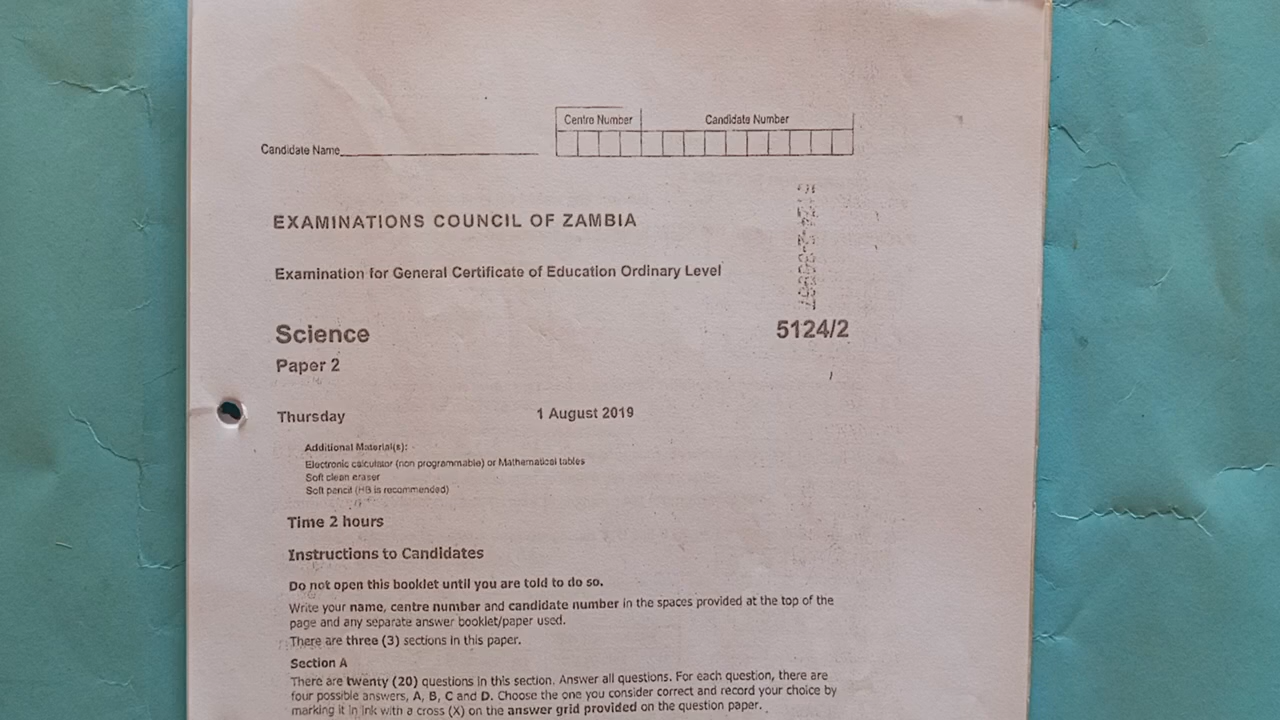 Centre Number Candidate Number
Candidate Name
EXAMINATIONS COUNCIL OF ZAMBIA
Examination for General Certificate of Education Ordinary Level
Science 5124/2
Paper 2
Thursday 1 August 2019
Additional Material(s):
Electronic calculator (non programmable) or Mathematical tables
Soft clean eraser
Soft pencil (HB is recommended)
Time 2 hours
Instructions to Candidates
Do not open this booklet until you are told to do so.
Write your name, centre number and candidate number in the spaces provided at the top of the
page and any separate answer booklet/paper used.
There are three (3) sections in this paper.
Section A
There are twenty (20) questions in this section. Answer all questions. For each question, there are
four possible answers, A, B, C and D. Choose the one you consider correct and record your choice by
marking it in ink with a cross (X) on the answer grid provided on the question paper.